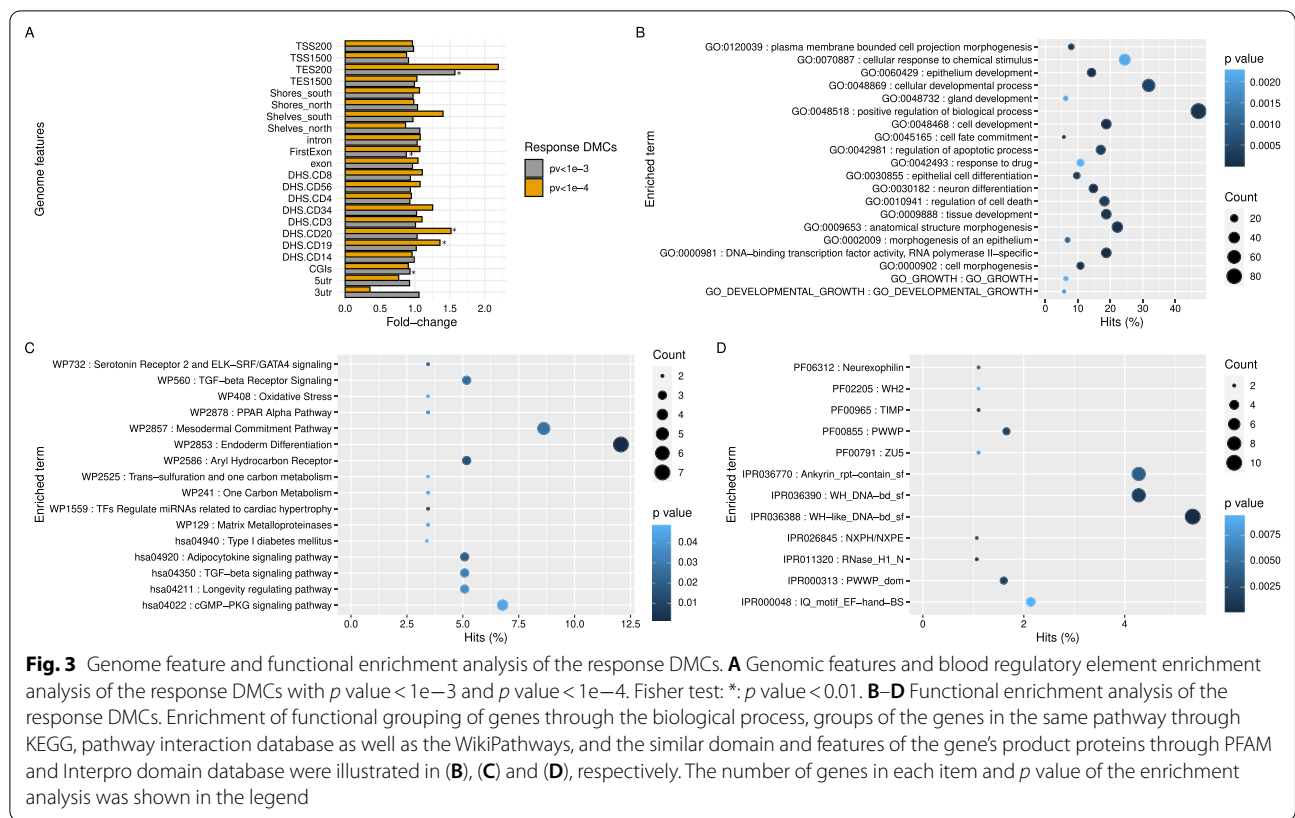 A
TSS200
TSS1500
TES200
TES1500
Shores_south
Shores_north
Shelves_south
Shelves_north
intron
FirstExon
exon
DHS.CD8
DHS.CD56
DHS.CD4
DHS.CD34
DHS.CD3
DHS.CD20
DHS.CD19
DHS.CD14
CGIs
5utr
3utr
Genome features
* * * * *
0.0 0.5 1.0 1.5 2.0
Fold−change
Response DMCs
pv<1e−3
pv<1e−4
B
GO:0120039 : plasma membrane bounded cell projection morphogenesis
GO:0070887 : cellular response to chemical stimulus
GO:0060429 : epithelium development
GO:0048869 : cellular developmental process
GO:0048732 : gland development
GO:0048518 : positive regulation of biological process
GO:0048468 : cell development
GO:0045165 : cell fate commitment
GO:0042981 : regulation of apoptotic process
GO:0042493 : response to drug
GO:0030855 : epithelial cell differentiation
GO:0030182 : neuron differentiation
GO:0010941 : regulation of cell death
GO:0009888 : tissue development
GO:0009653 : anatomical structure morphogenesis
GO:0002009 : morphogenesis of an epithelium
GO:0000981 : DNA−binding transcription factor activity, RNA polymerase II−specific
GO:0000902 : cell morphogenesis
GO_GROWTH : GO_GROWTH
GO_DEVELOPMENTAL_GROWTH : GO_DEVELOPMENTAL_GROWTH
Enriched term
0 10 20 30 40
Hits (%)
p value
0.0020
0.0015
0.0010
0.0005
Count
20
40
60
80
C
WP732 : Serotonin Receptor 2 and ELK−SRF/GATA4 signaling
WP560 : TGF−beta Receptor Signaling
WP408 : Oxidative Stress
WP2878 : PPAR Alpha Pathway
WP2857 : Mesodermal Commitment Pathway
WP2853 : Endoderm Differentiation
WP2586 : Aryl Hydrocarbon Receptor
WP2525 : Trans−sulfuration and one carbon metabolism
WP241 : One Carbon Metabolism
WP1559 : TFs Regulate miRNAs related to cardiac hypertrophy
WP129 : Matrix Metalloproteinases
hsa04940 : Type I diabetes mellitus
hsa04920 : Adipocytokine signaling pathway
hsa04350 : TGF−beta signaling pathway
hsa04211 : Longevity regulating pathway
hsa04022 : cGMP−PKG signaling pathway
Enriched term
0.0 2.5 5.0 7.5 10.0 12.5
Hits (%)
Count
2
3
4
5
6
7
p value
0.04
0.03
0.02
0.01
D
PF06312 : Neurexophilin
PF02205 : WH2
PF00965 : TIMP
PF00855 : PWWP
PF00791 : ZU5
IPR036770 : Ankyrin_rpt−contain_sf
IPR036390 : WH_DNA−bd_sf
IPR036388 : WH−like_DNA−bd_sf
IPR026845 : NXPH/NXPE
IPR011320 : RNase_H1_N
IPR000313 : PWWP_dom
IPR000048 : IQ_motif_EF−hand−BS
Enriched term
0 2 4
Hits (%)
Count
2
4
6
8
10
p value
0.0075
0.0050
0.0025
Fig. 3 Genome feature and functional enrichment analysis of the response DMCs. A Genomic features and blood regulatory element enrichment
analysis of the response DMCs with p value < 1e−3 and p value < 1e−4. Fisher test: *: p value < 0.01. B–D Functional enrichment analysis of the
response DMCs. Enrichment of functional grouping of genes through the biological process, groups of the genes in the same pathway through
KEGG, pathway interaction database as well as the WikiPathways, and the similar domain and features of the gene's product proteins through PFAM
and Interpro domain database were illustrated in (B), (C) and (D), respectively. The number of genes in each item and p value of the enrichment
analysis was shown in the legend